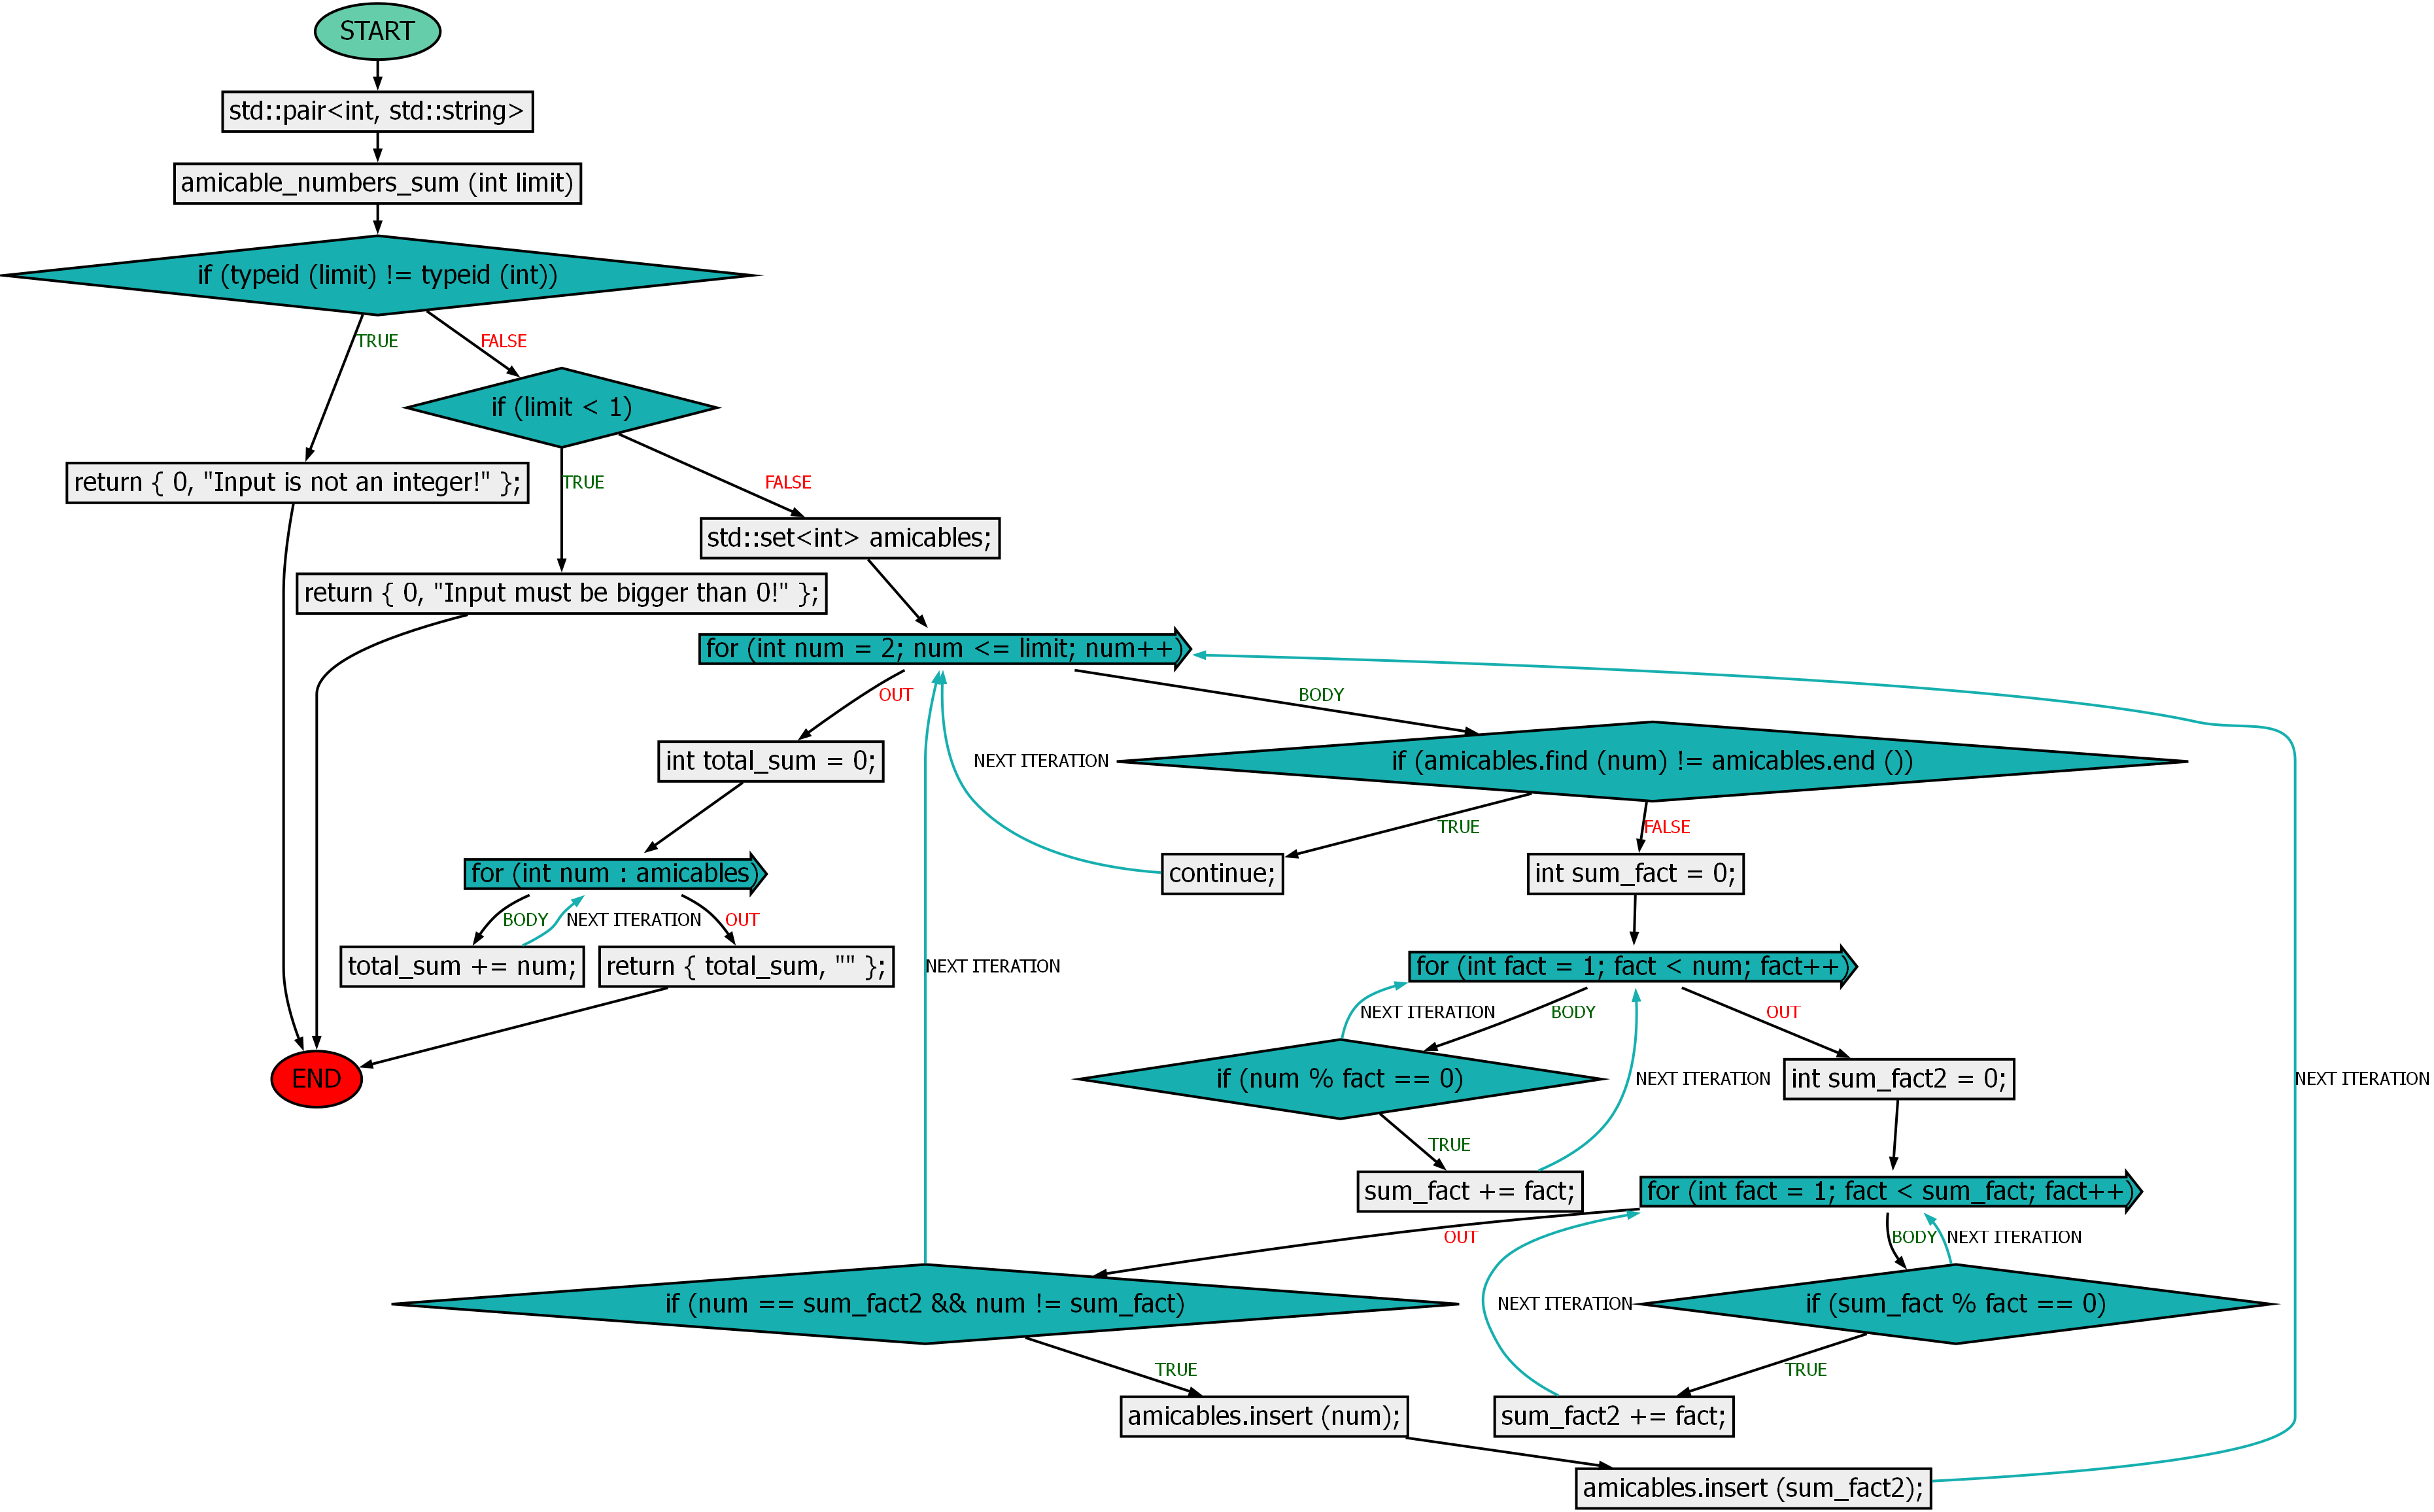 START
std::pair<int, std::string>
amicable_numbers_sum (int limit)
if (typeid (limit) != typeid (int))
TRUE
FALSE
if (limit < 1)
return { 0, "Input is not an integer!" };
TRUE
FALSE
std::set<int> amicables;
return { 0, "Input must be bigger than 0!" };
for (int num = 2; num <= limit; num++)
OUT
BODY
int total_sum = 0;
NEXT ITERATION
if (amicables.find (num) != amicables.end ())
TRUE
FALSE
for (int num : amicables)
continue;
int sum_fact = 0;
BODY
NEXT ITERATION
OUT
total_sum += num;
return { total_sum, "" };
NEXT ITERATION
for (int fact = 1; fact < num; fact++)
NEXT ITERATION
BODY
OUT
END
if (num % fact == 0)
NEXT ITERATION
int sum_fact2 = 0;
NEXT ITERATION
TRUE
sum_fact += fact;
for (int fact = 1; fact < sum_fact; fact++)
OUT
BODY
NEXT ITERATION
if (num == sum_fact2 && num != sum_fact)
NEXT ITERATION
if (sum_fact % fact == 0)
TRUE
TRUE
amicables.insert (num);
sum_fact2 += fact;
amicables.insert (sum_fact2);